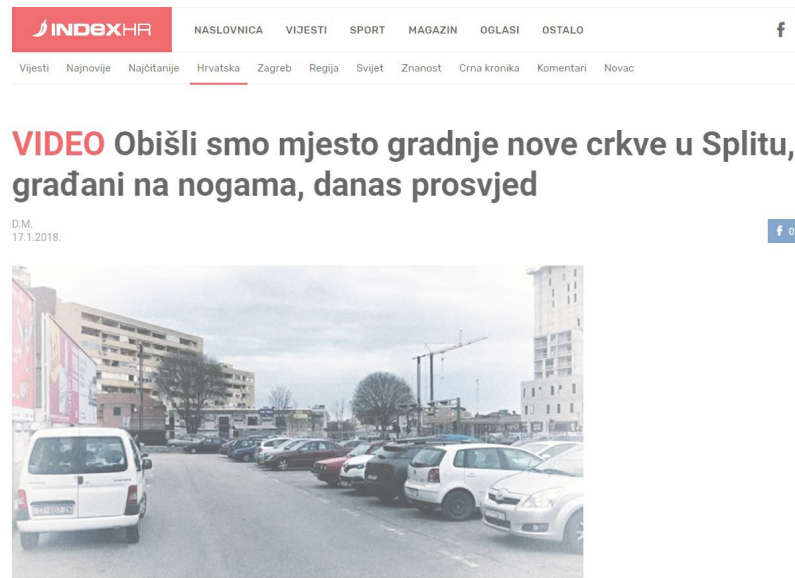 INDEXHR
NASLOVNICA VIJESTI SPORT MAGAZIN OGLASI OSTALO
f
Vijesti Najnovije Najčitanije Hrvatska Zagreb Regija Svijet Znanost Crna kronika Komentari Novac
VIDEO Obišli smo mjesto gradnje nove crkve u Splitu,
građani na nogama, danas prosvjed
D.M.
17.1.2018.
f 0